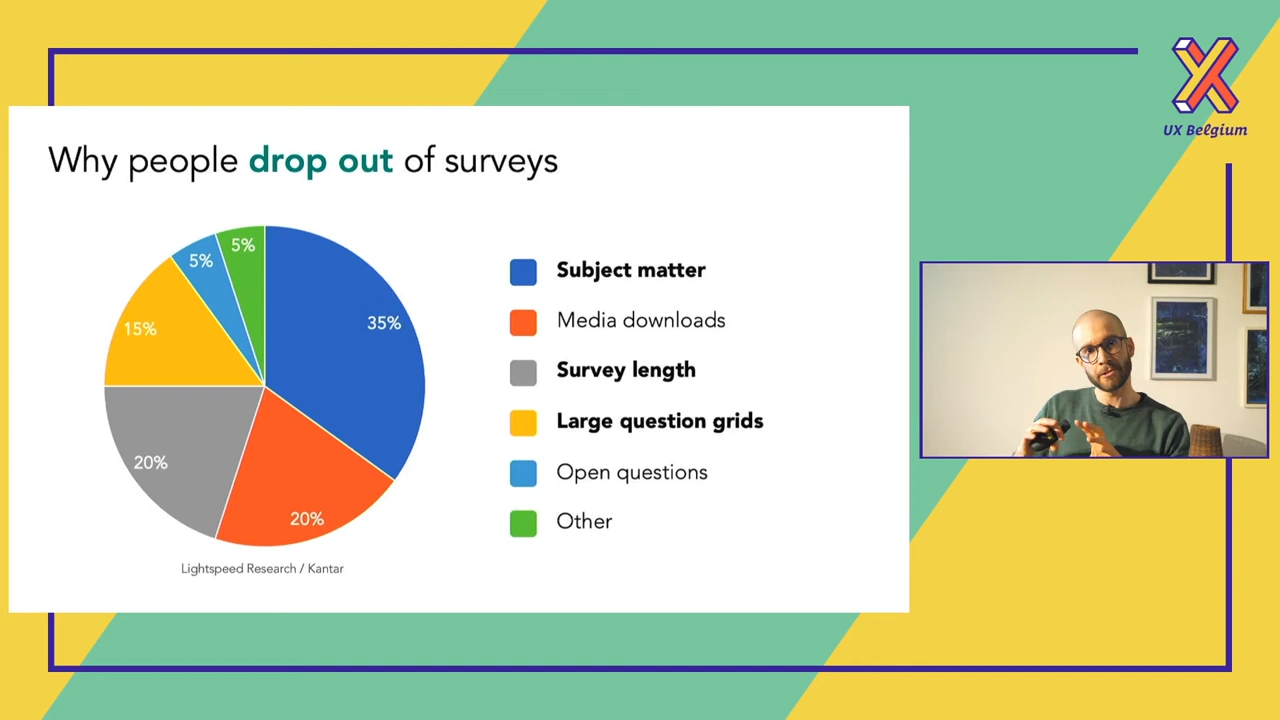 UX Belgium
Why people drop out of surveys
5%
5%
35%
15%
20%
20%
Subject matter
Media downloads
Survey length
Large question grids
Open questions
Other
Lightspeed Research / Kantar